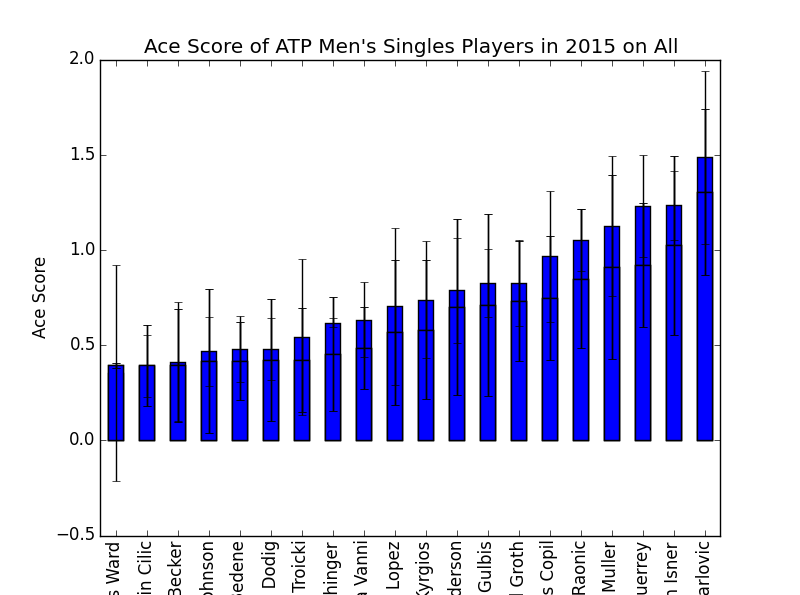 Ace Score of ATP Men's Singles Players in 2015 on All
2.0
1.5
1.0
0.5
0.0
−0.5
Ace Score
s Ward
in Cilic
Becker
ohnson
edene
Dodig
Troicki
hinger
a Vanni
Lopez
Kyrgios
derson
Gulbis
l Groth
s Copil
Raonic
Muller
uerrey
n Isner
arlovic